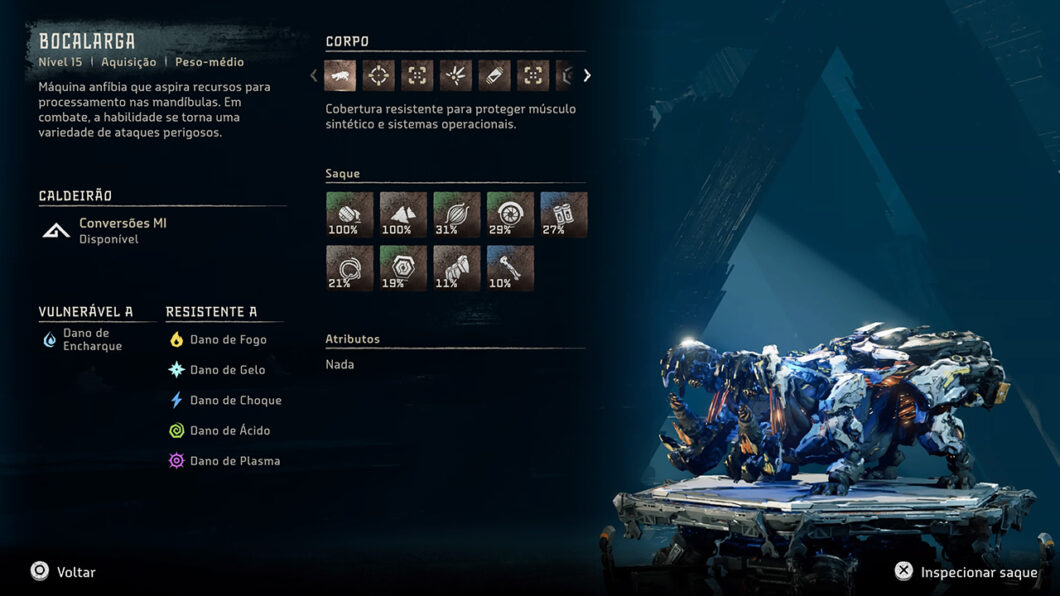 BOCALARGA
Nível 15 | Aquisição | Peso-médio
Máquina anfíbia que aspira recursos para
processamento nas mandíbulas. Em
combate, a habilidade se torna uma
variedade de ataques perigosos.
CALDEIRÃO
Conversões MI
Disponível
VULNERÁVEL A
Dano de
Encharque
RESISTENTE A
Dano de Fogo
Dano de Gelo
Dano de Choque
Dano de Ácido
Dano de Plasma
CORPO
Cobertura resistente para proteger músculo
sintético e sistemas operacionais.
Saque
100% 100% 31% 29% 27%
21% 19% 11% 10%
Atributos
Nada
Voltar
Inspecionar saque